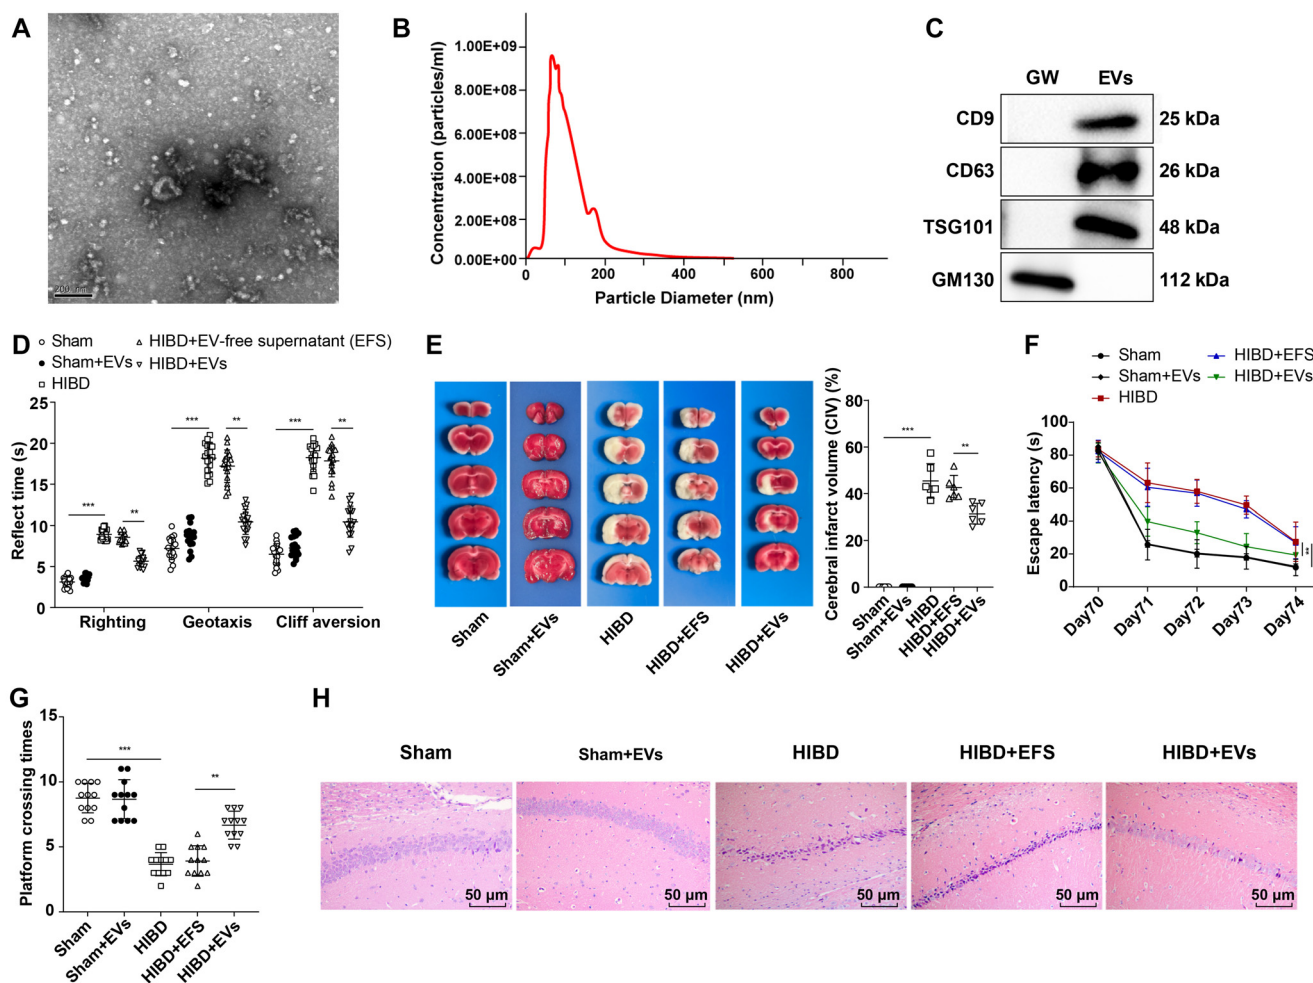 A
200 nm
B
Concentration (particles/ml)
1.00E+09
8.00E+08
6.00E+08
4.00E+08
2.00E+08
0.00E+00
0 200 400 600 800
Particle Diameter (nm)
C
GW EVs
CD9 25 kDa
CD63 26 kDa
TSG101 48 kDa
GM130 112 kDa
D
Sham HIBD+EV-free supernatant (EFS)
Sham+EVs HIBD+EVs
HIBD
Reflect time (s)
25
20
15
10
5
0
*** ** *** ** *** **
Righting Geotaxis Cliff aversion
E
Sham Sham+EVs HIBD HIBD+EFS HIBD+EVs
Cerebral infarct volume (CIV) (%)
80
60
40
20
0
*** **
Sham Sham+EVs HIBD HIBD+EFS HIBD+EVs
F
Sham HIBD+EFS
Sham+EVs HIBD+EVs
HIBD
Escape latency (s)
100
80
60
40
20
0
**
Day70 Day71 Day72 Day73 Day74
G
Platform crossing times
15
10
5
0
*** **
Sham Sham+EVs HIBD HIBD+EFS HIBD+EVs
H
Sham Sham+EVs HIBD HIBD+EFS HIBD+EVs
50 μm 50 μm 50 μm 50 μm 50 μm